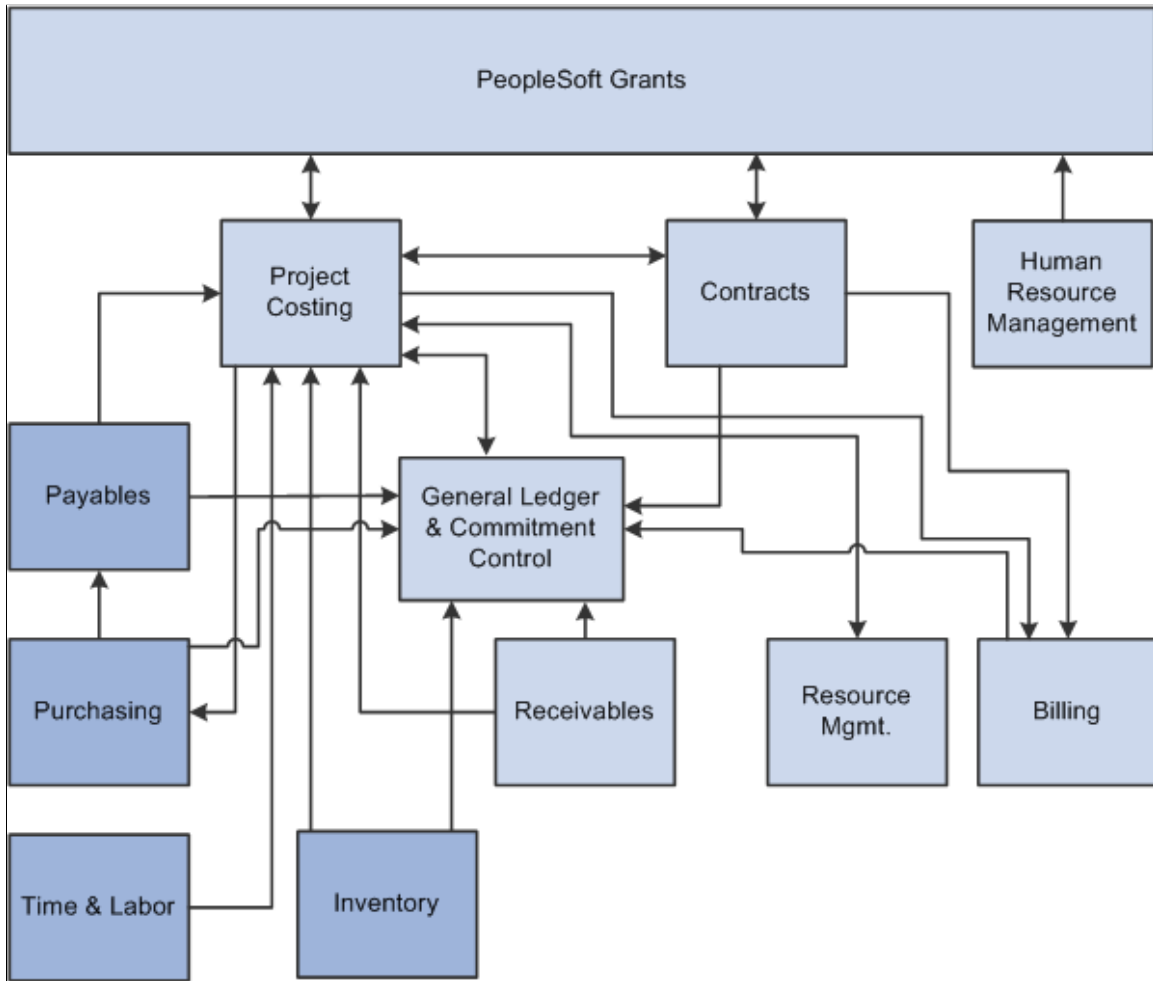 PeopleSoft Grants
Project
Costing
Contracts
Human
Resource
Management
Payables
General Ledger
& Commitment
Control
Purchasing
Receivables
Resource
Mgmt.
Billing
Time & Labor
Inventory